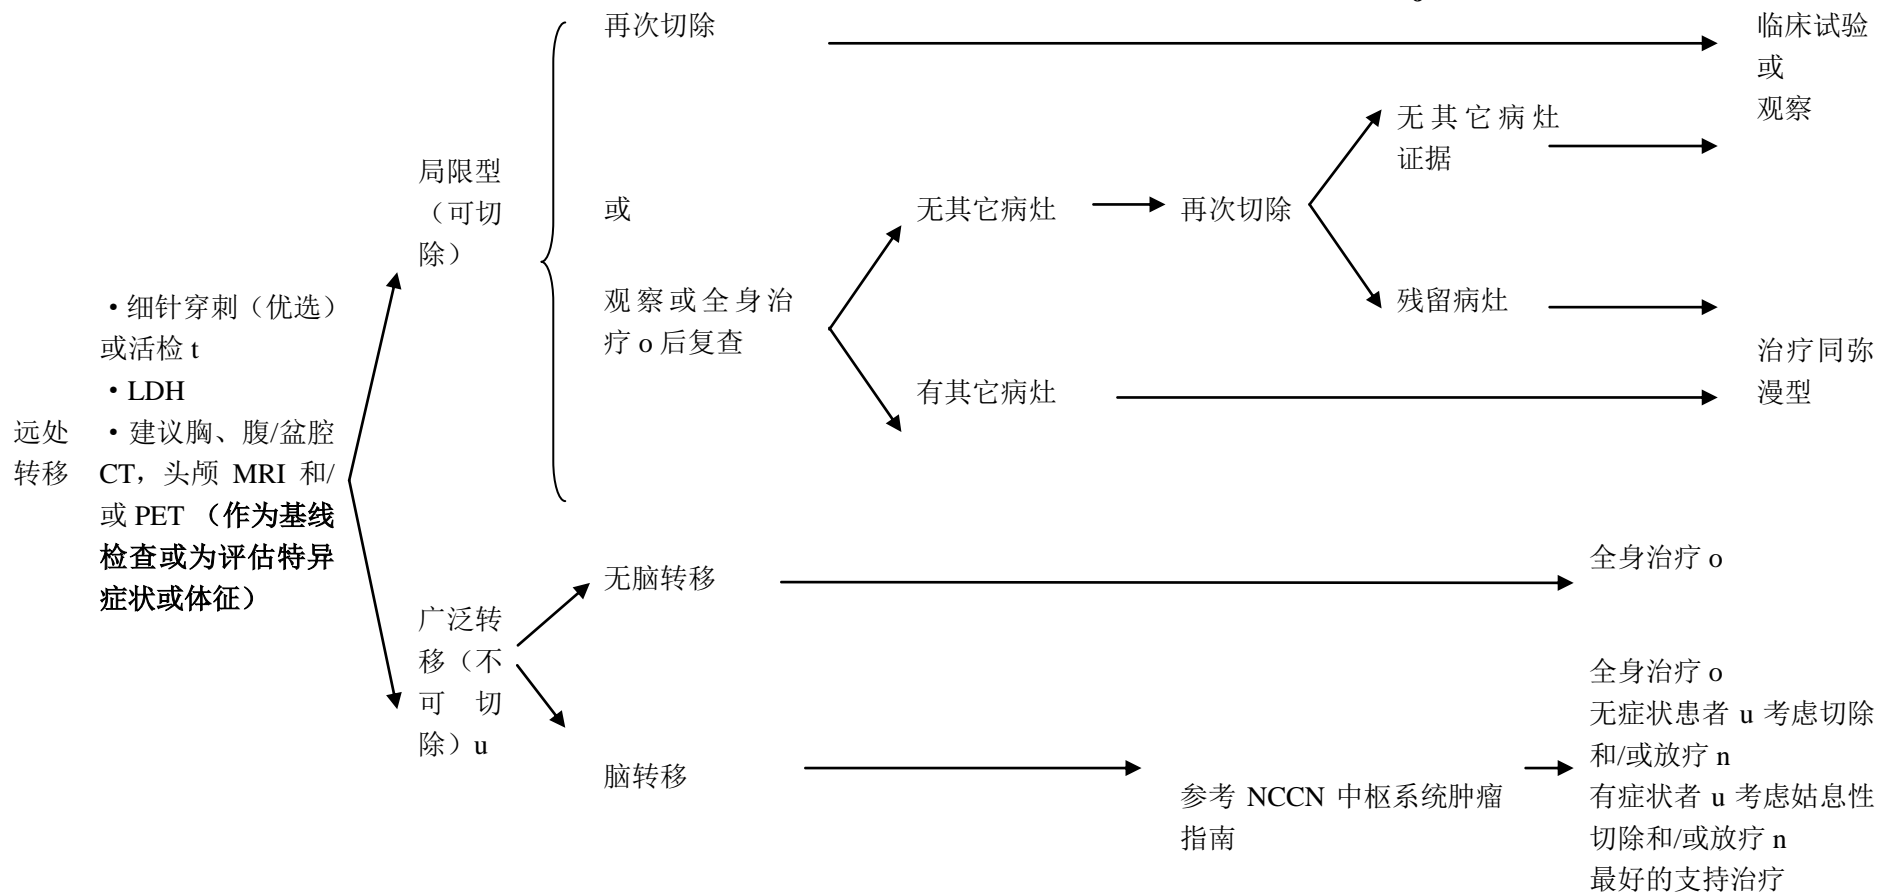 再次切除
临床试验
或
观察
无其它病灶
证据
局限型
（可切
除）
或
无其它病灶
再次切除
观察或全身治
疗 o 后复查
残留病灶
·细针穿刺（优选）
或活检 t
·LDH
·建议胸、腹/盆腔
CT，头颅 MRI 和/
或 PET （作为基线
检查或为评估特异
症状或体征）
治疗同弥
漫型
有其它病灶
远处
转移
无脑转移
全身治疗 o
广泛转
移（不
可 切
除）u
脑转移
参考 NCCN 中枢系统肿瘤
指南
全身治疗 o
无症状患者 u 考虑切除
和/或放疗 n
有症状者 u 考虑姑息性
切除和/或放疗 n
最好的支持治疗